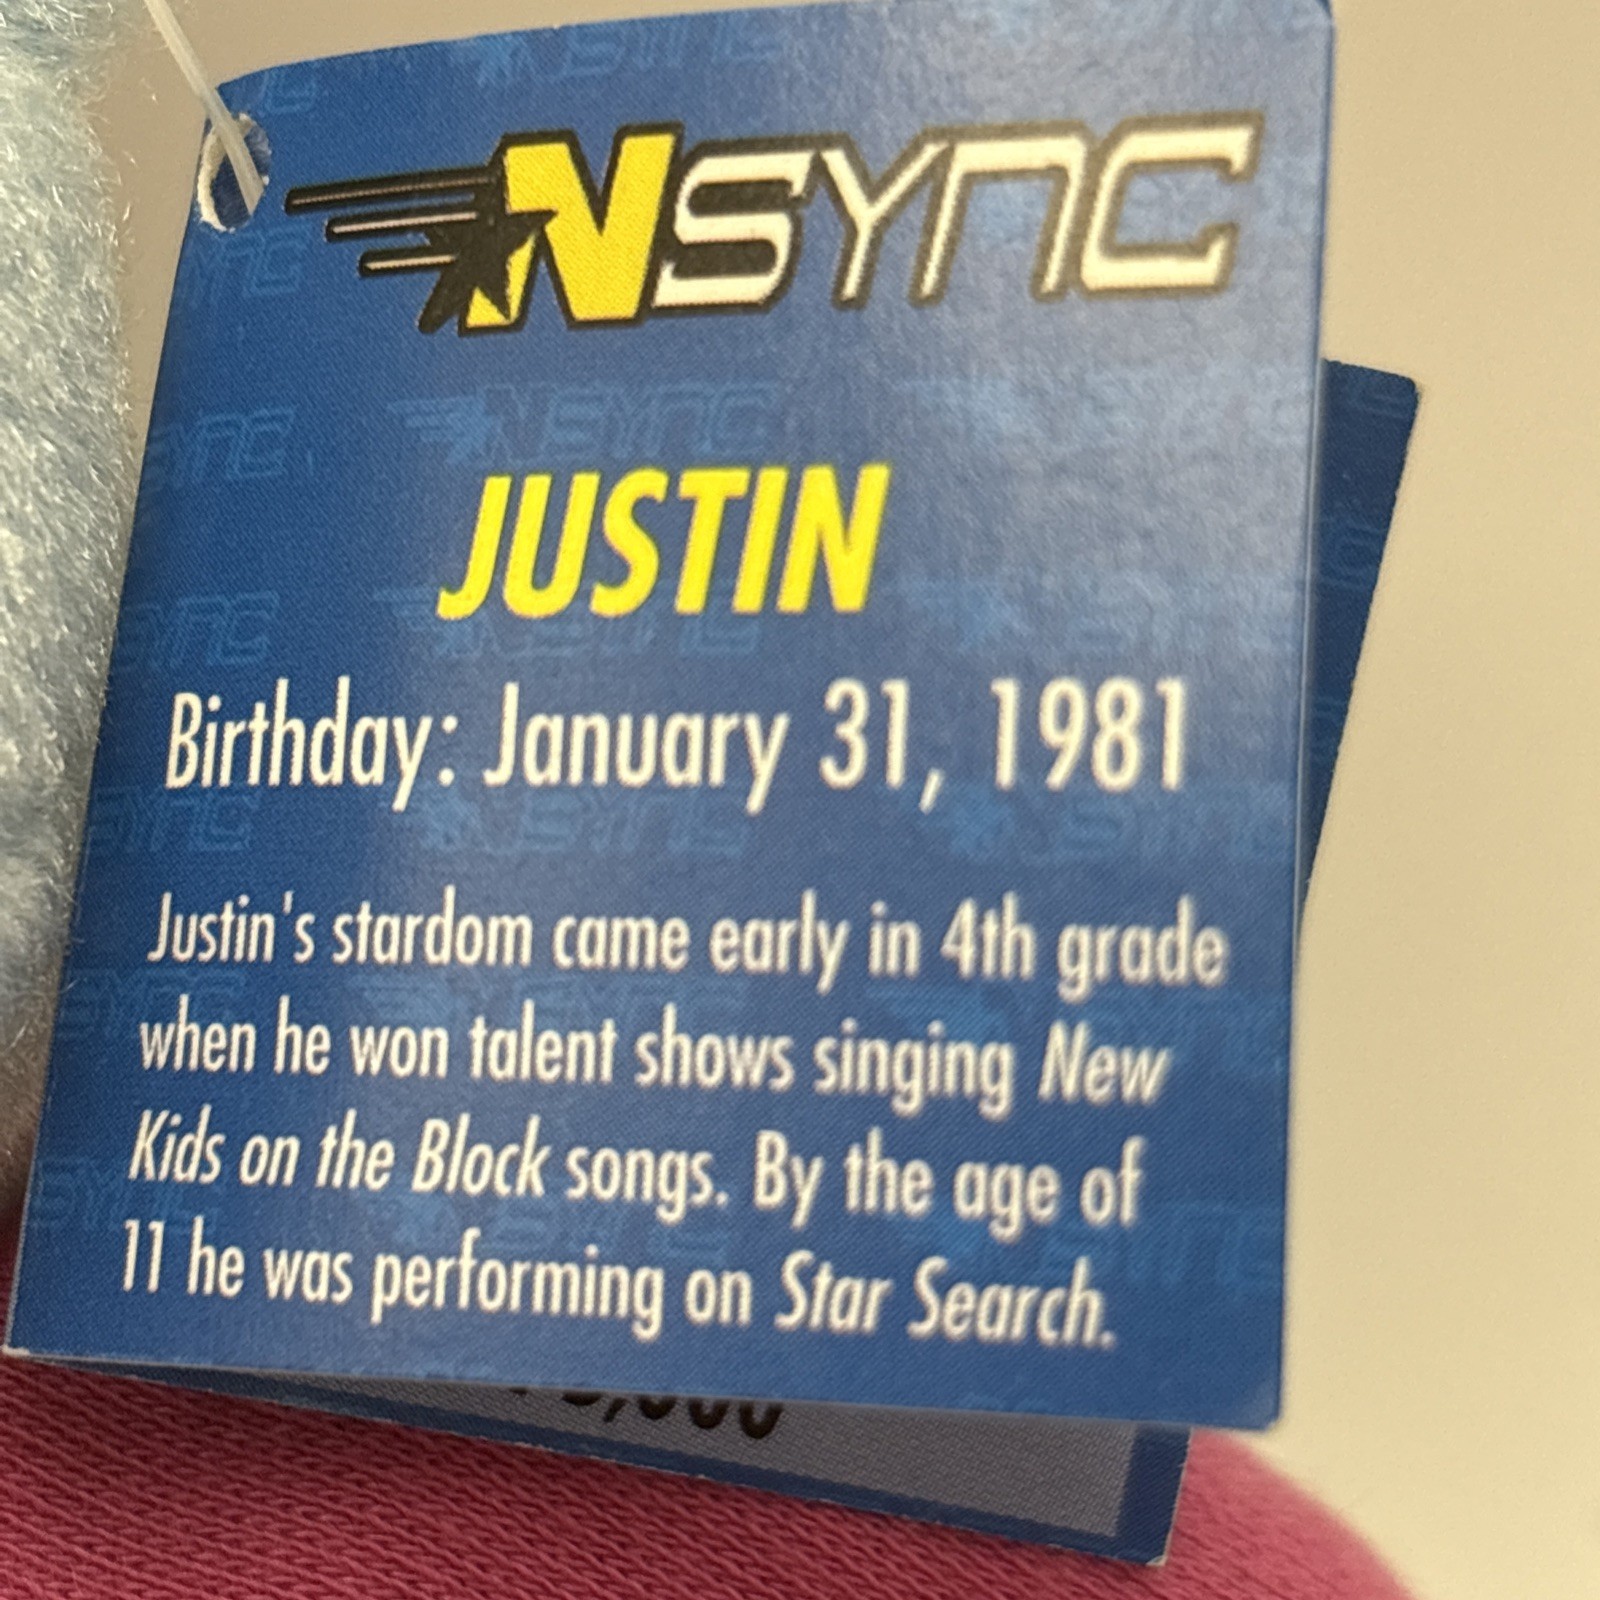 NSYNC
JUSTIN
Birthday: January 31, 1981
Justin's stardom came early in 4th grade
when he won talent shows singing New
Kids on the Block songs. By the age of
11 he was performing on Star Search.